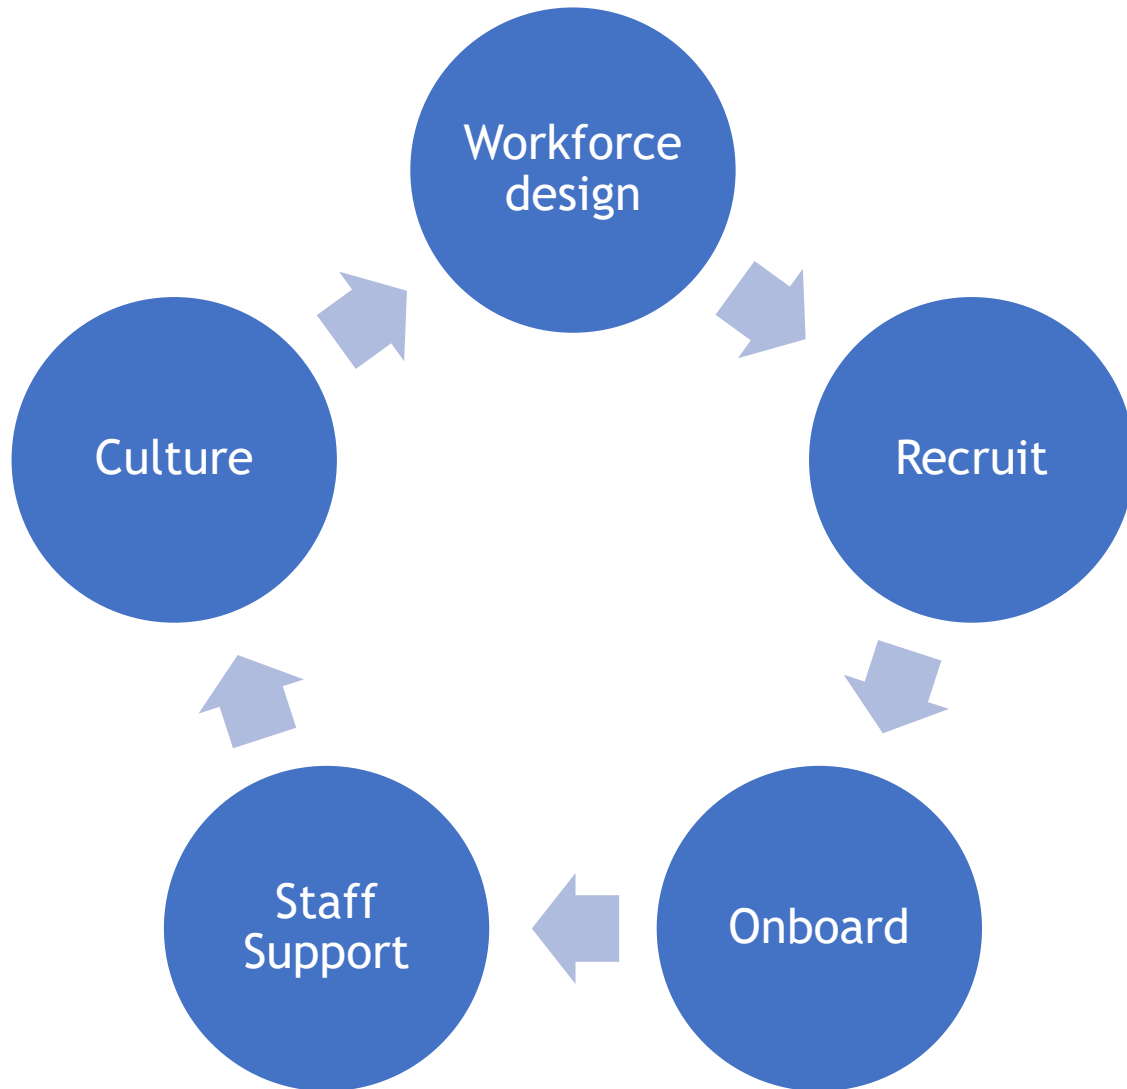 Workforce
design
Recruit
Onboard
Staff
Support
Culture